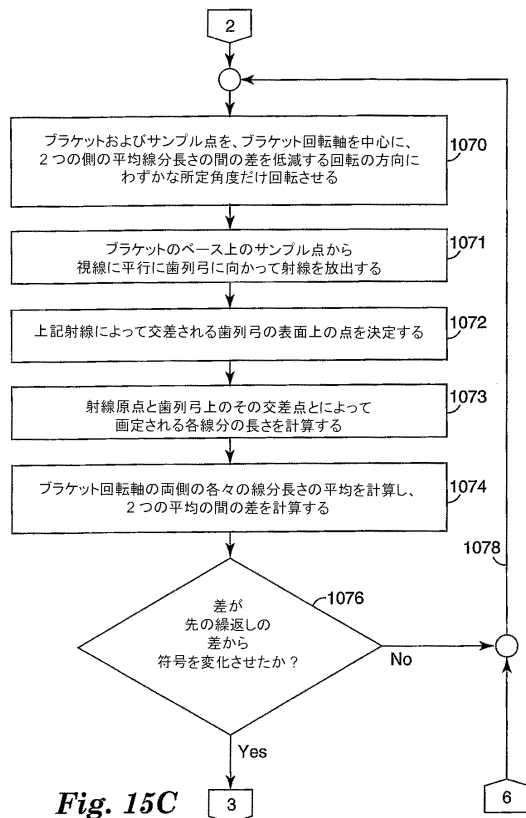 2
ブラケットおよびサンプル点を、ブラケット回転軸を中心に、
2つの側の平均線分長さの間の差を低減する回転の方向に
わずかな所定角度だけ回転させる
1070
ブラケットのベース上のサンプル点から
視線に平行に歯列弓に向かって射線を放出する
1071
上記射線によって交差される歯列弓の表面上の点を決定する
1072
射線原点と歯列弓上のその交差点とによって
画定される各線分の長さを計算する
1073
ブラケット回転軸の両側の各々の線分長さの平均を計算し、
2つの平均の間の差を計算する
1074
1078
1076
差が
先の繰返しの
差から
符号を変化させたか?
No
Yes
Fig. 15C
3
6